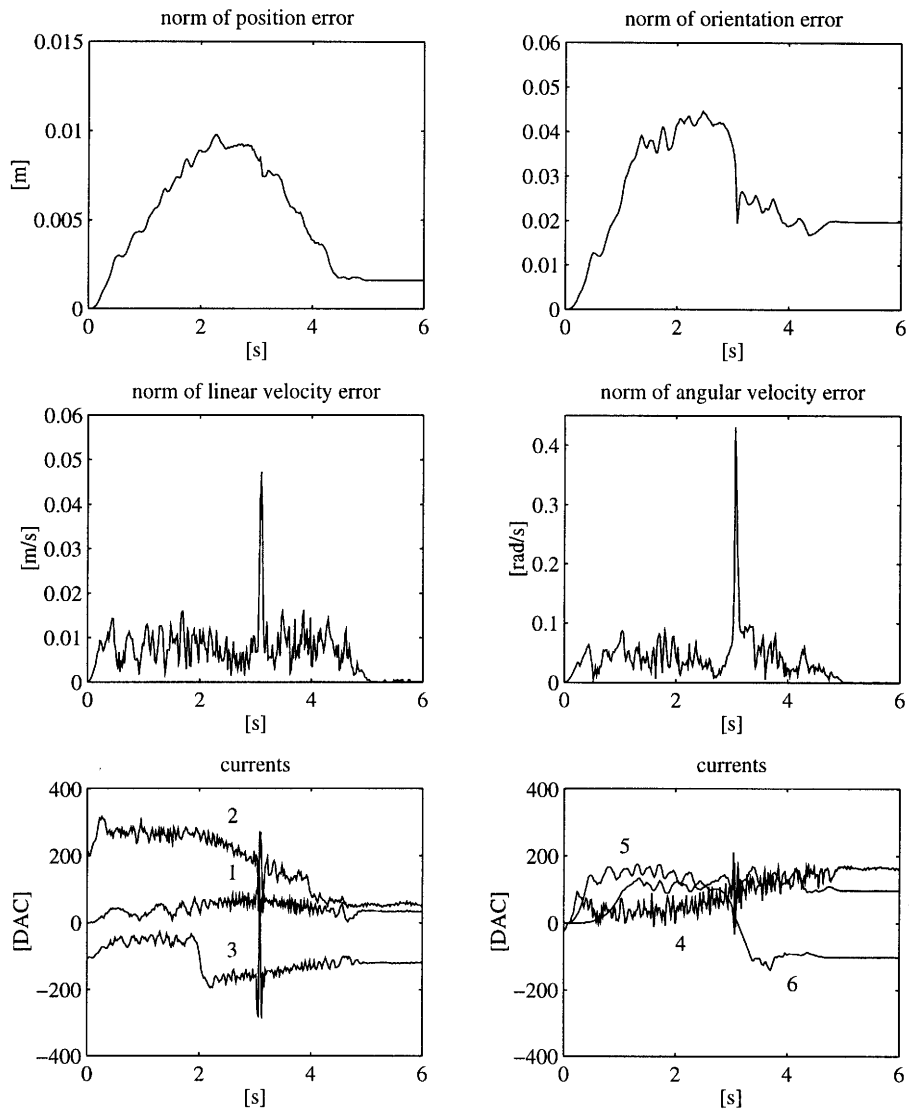 norm of position error
0.015
0.01
0.005
0
[m]
0 2 4 6
[s]
norm of orientation error
0.06
0.05
0.04
0.03
0.02
0.01
0
0 2 4 6
[s]
norm of linear velocity error
0.06
0.05
0.04
0.03
0.02
0.01
0
[m/s]
0 2 4 6
[s]
norm of angular velocity error
0.4
0.3
0.2
0.1
0
[rad/s]
0 2 4 6
[s]
currents
400
200
0
−200
−400
[DAC]
2
1
3
0 2 4 6
[s]
currents
400
200
0
−200
−400
[DAC]
5
4
6
0 2 4 6
[s]